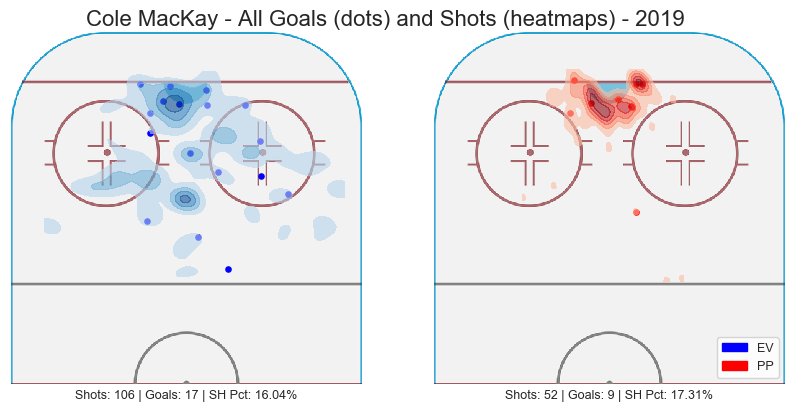 Cole MacKay - All Goals (dots) and Shots (heatmaps) - 2019
EV
PP
Shots: 106 | Goals: 17 | SH Pct: 16.04%
Shots: 52 | Goals: 9 | SH Pct: 17.31%